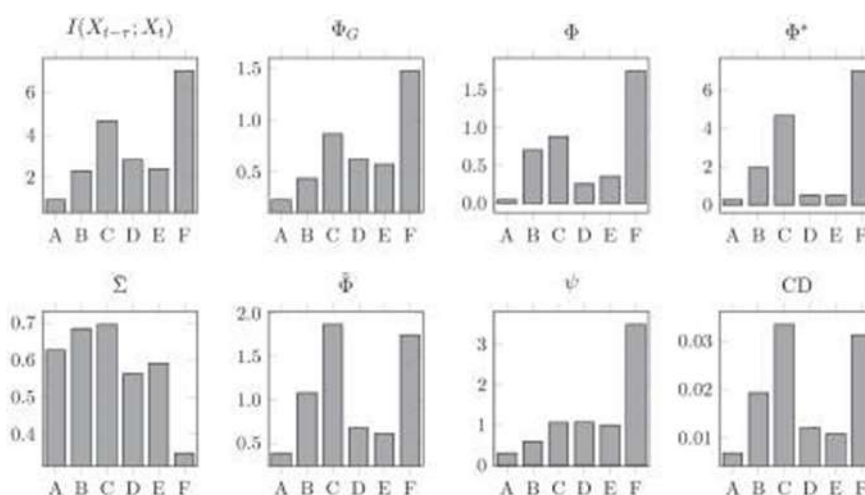 I(X_{t−τ}; X_t) Φ_G Φ Φ*
6 4 2
1.5 1.0 0.5
1.5 1.0 0.5 0.0
6 4 2 0
A B C D E F A B C D E F A B C D E F A B C D E F
Σ Φ̃ ψ CD
0.7 0.6 0.5 0.4
2.0 1.5 1.0 0.5
3 2 1 0
0.03 0.02 0.01
A B C D E F A B C D E F A B C D E F A B C D E F